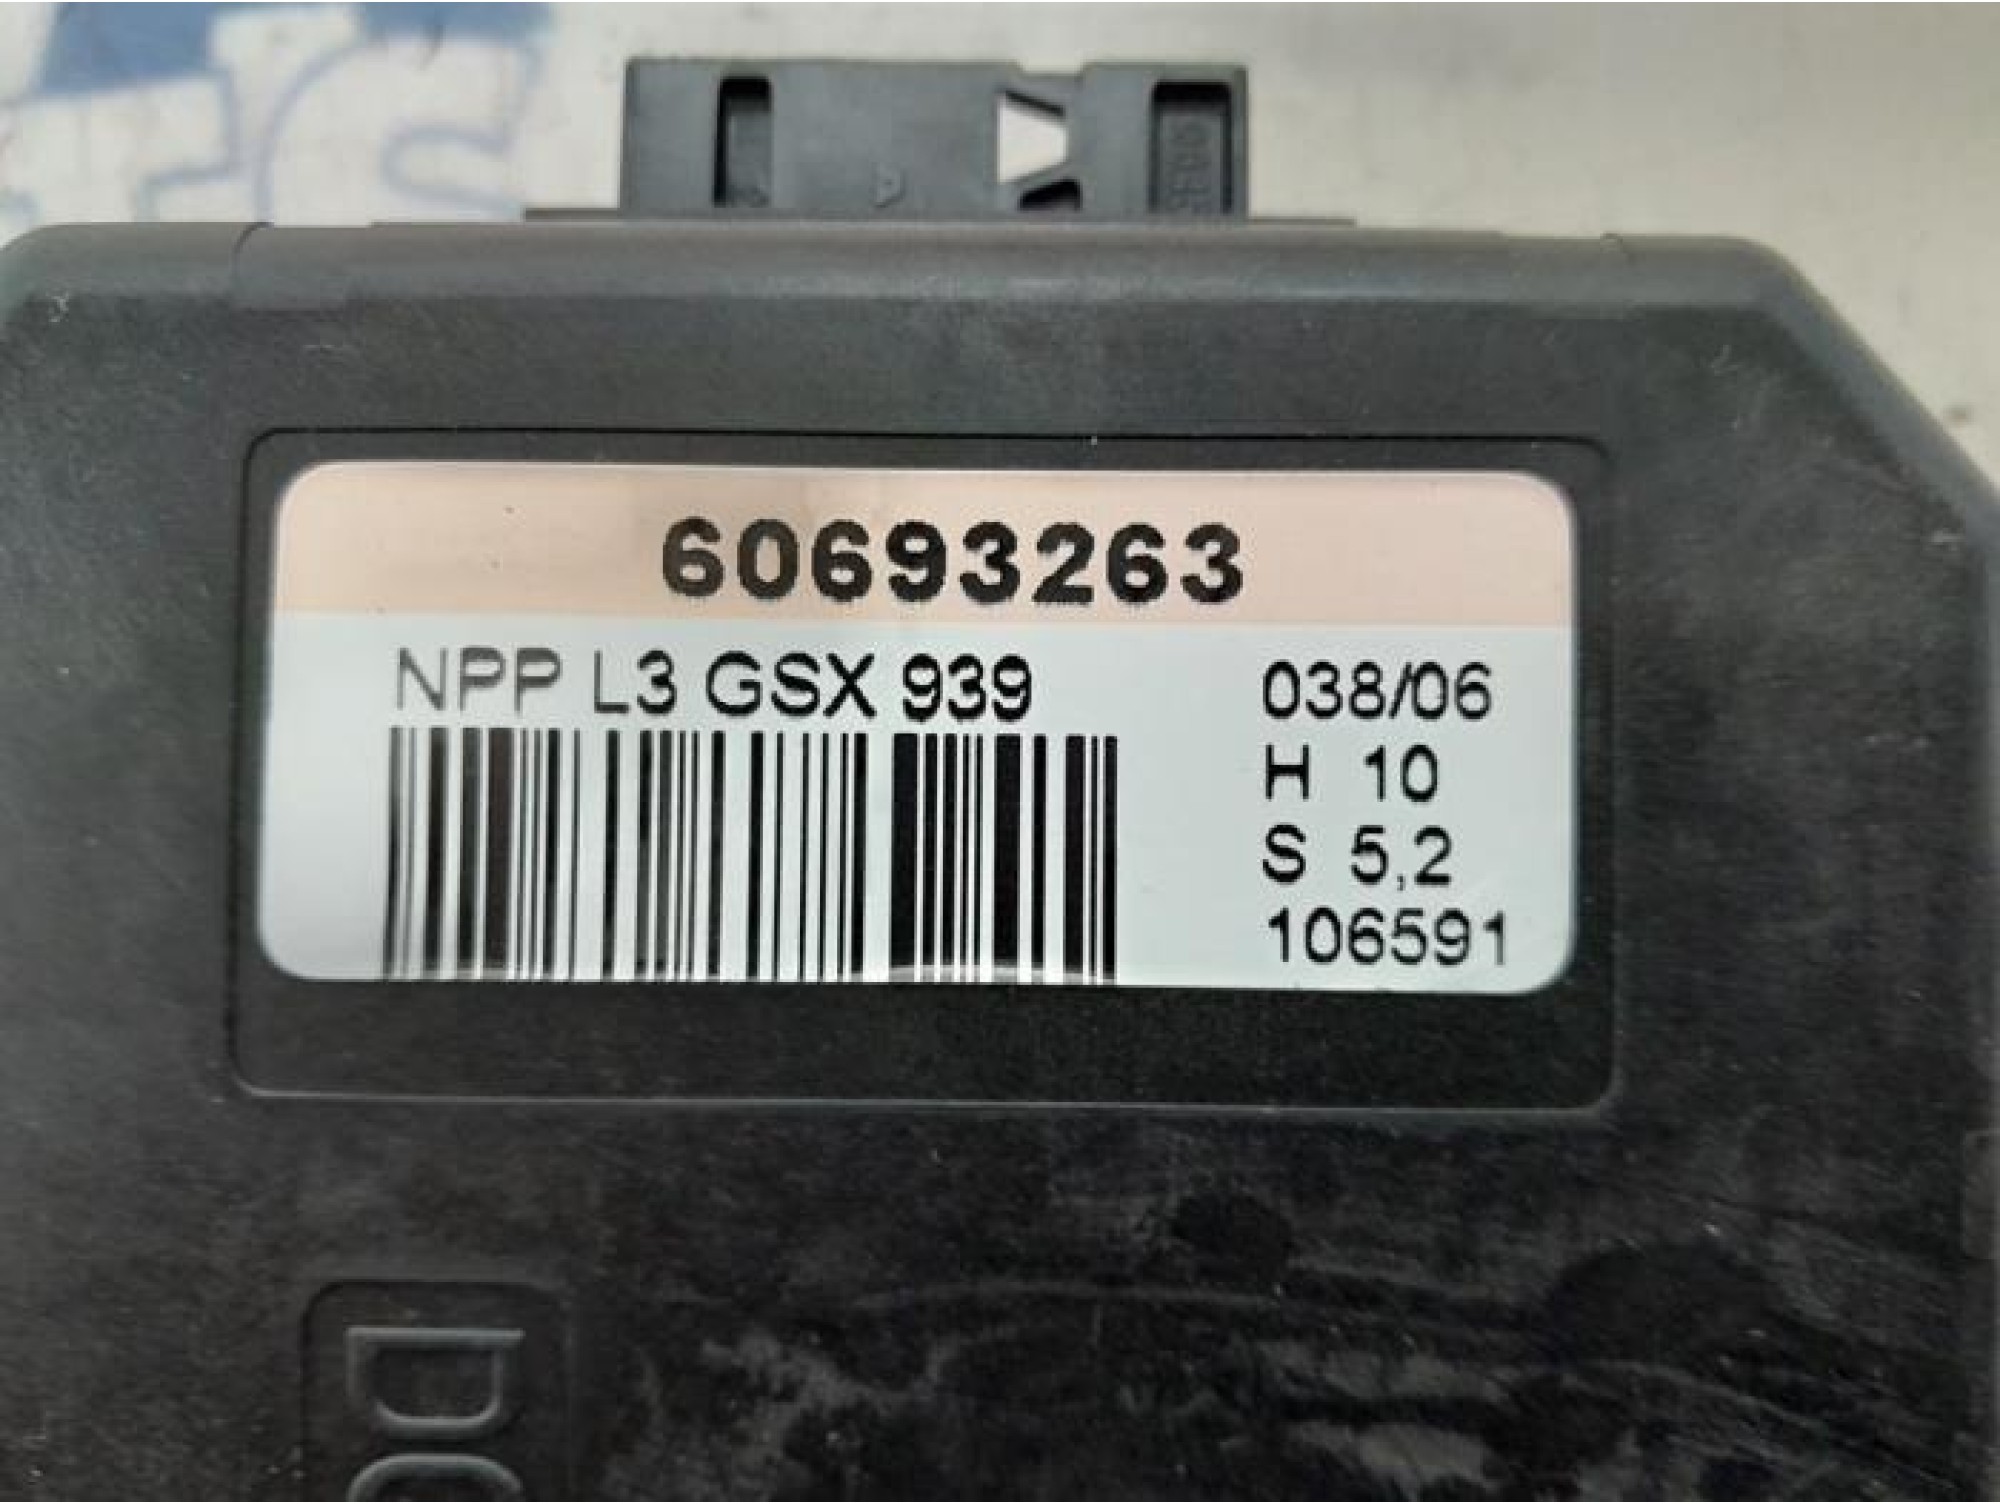 60693263
NPP L3 GSX 939
038/06
H 10
S 5,2
106591